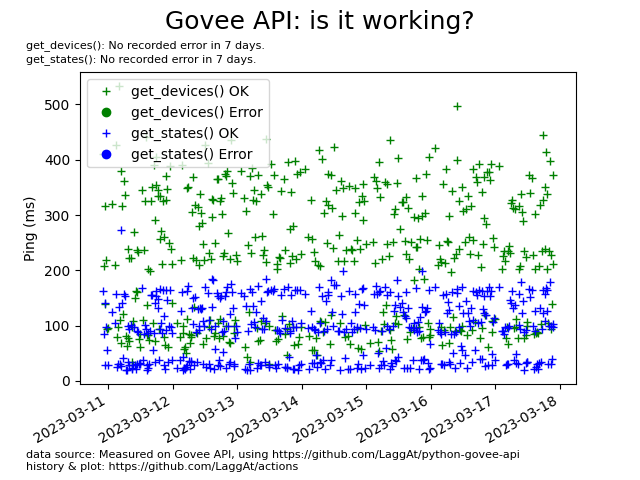 Govee API: is it working?
get_devices(): No recorded error in 7 days.
get_states(): No recorded error in 7 days.
get_devices() OK
get_devices() Error
get_states() OK
get_states() Error
Ping (ms)
500
400
300
200
100
0
2023-03-11
2023-03-12
2023-03-13
2023-03-14
2023-03-15
2023-03-16
2023-03-17
2023-03-18
data source: Measured on Govee API, using https://github.com/LaggAt/python-govee-api
history & plot: https://github.com/LaggAt/actions